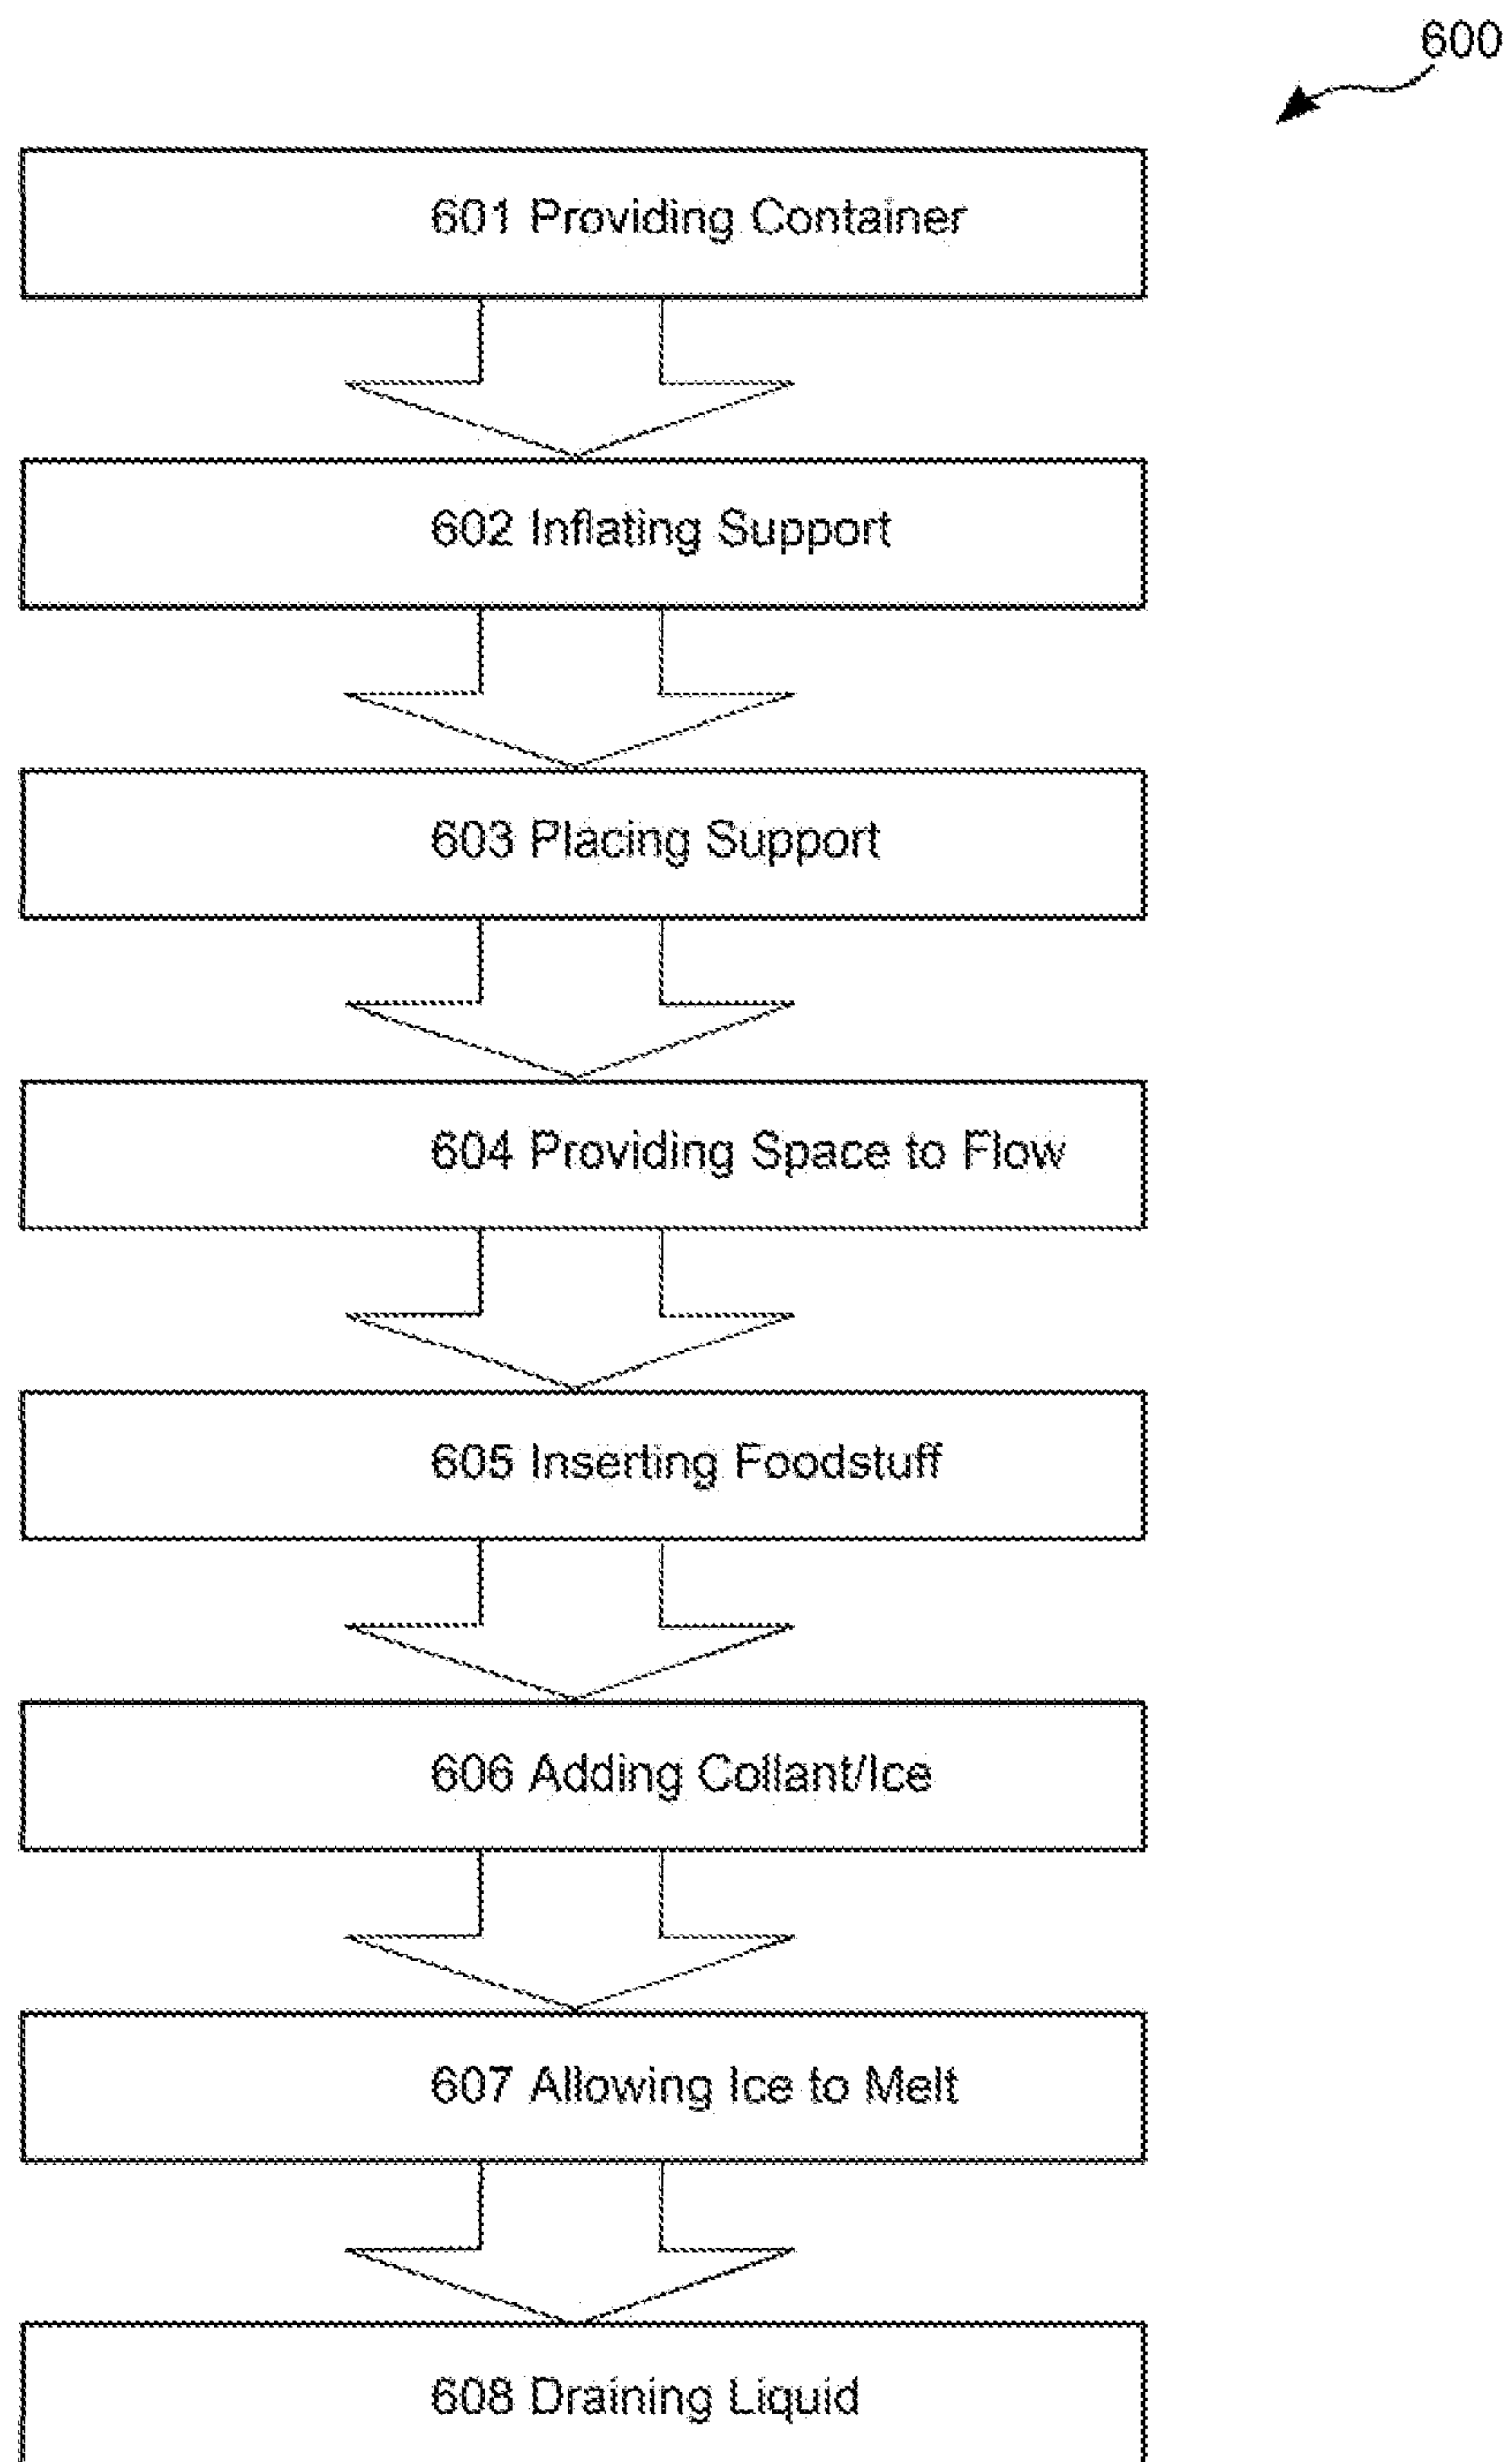 600
601 Providing Container
602 Inflating Support
603 Placing Support
604 Providing Space to Flow
605 Inserting Foodstuff
606 Adding Collant/Ice
607 Allowing Ice to Melt
608 Draining Liquid